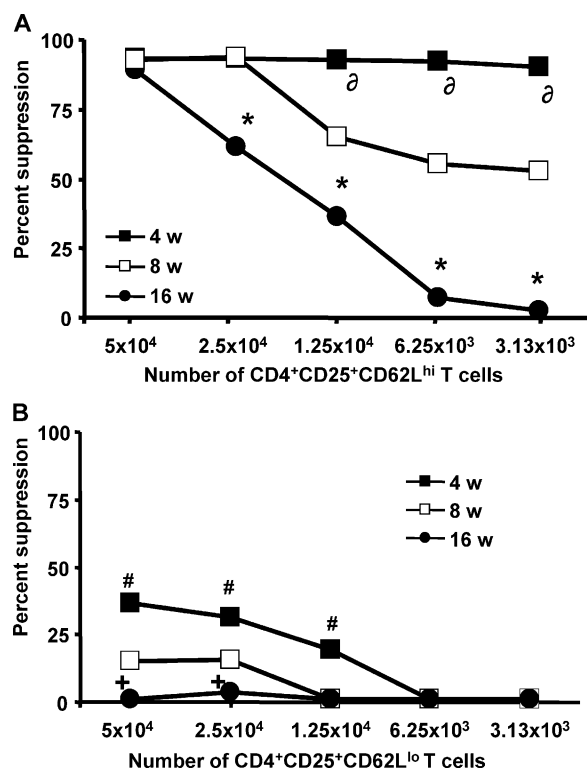 A
100
75
50
25
0
Percent suppression
∂ ∂ ∂
* * * *
4 w
8 w
16 w
5x10⁴ 2.5x10⁴ 1.25x10⁴ 6.25x10³ 3.13x10³
Number of CD4⁺CD25⁺CD62Lʰⁱ T cells
B
100
75
50
25
0
Percent suppression
4 w
8 w
16 w
# # #
+ +
5x10⁴ 2.5x10⁴ 1.25x10⁴ 6.25x10³ 3.13x10³
Number of CD4⁺CD25⁺CD62Lˡᵒ T cells